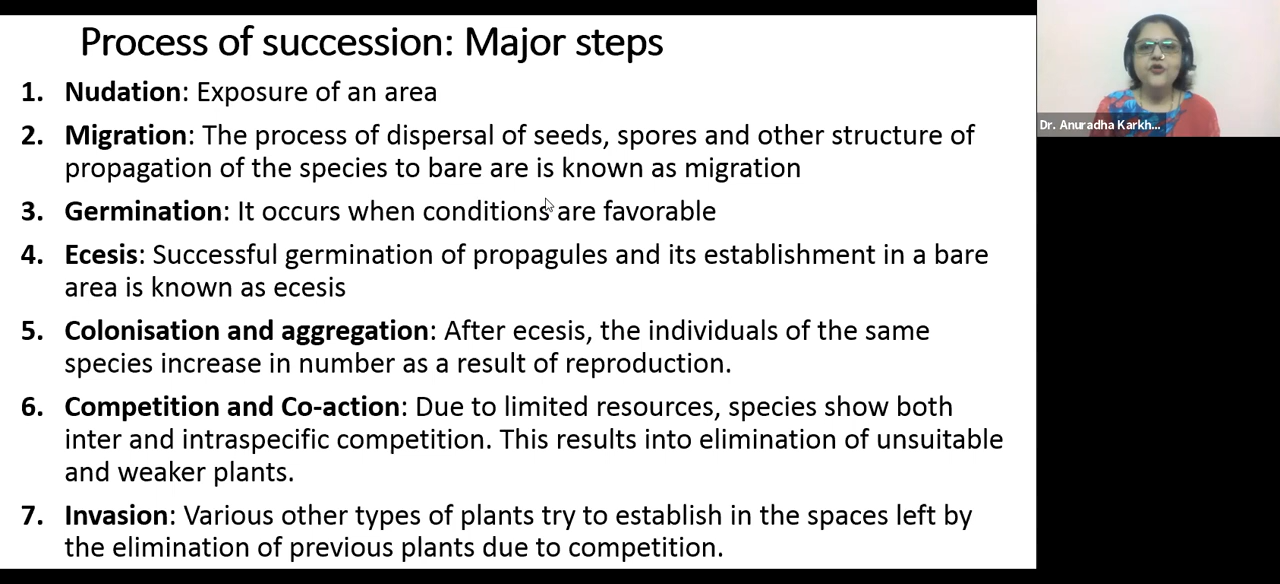 Process of succession: Major steps
1. Nudation: Exposure of an area
2. Migration: The process of dispersal of seeds, spores and other structure of
propagation of the species to bare are is known as migration
3. Germination: It occurs when conditions are favorable
4. Ecesis: Successful germination of propagules and its establishment in a bare
area is known as ecesis
5. Colonisation and aggregation: After ecesis, the individuals of the same
species increase in number as a result of reproduction.
6. Competition and Co-action: Due to limited resources, species show both
inter and intraspecific competition. This results into elimination of unsuitable
and weaker plants.
7. Invasion: Various other types of plants try to establish in the spaces left by
the elimination of previous plants due to competition.
Dr. Anuradha Karkh...